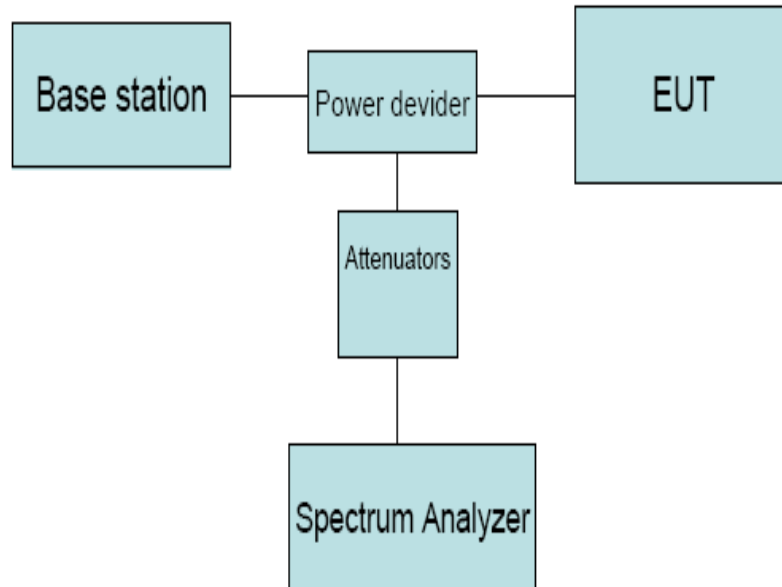 Base station
Power devider
EUT
Attenuators
Spectrum Analyzer